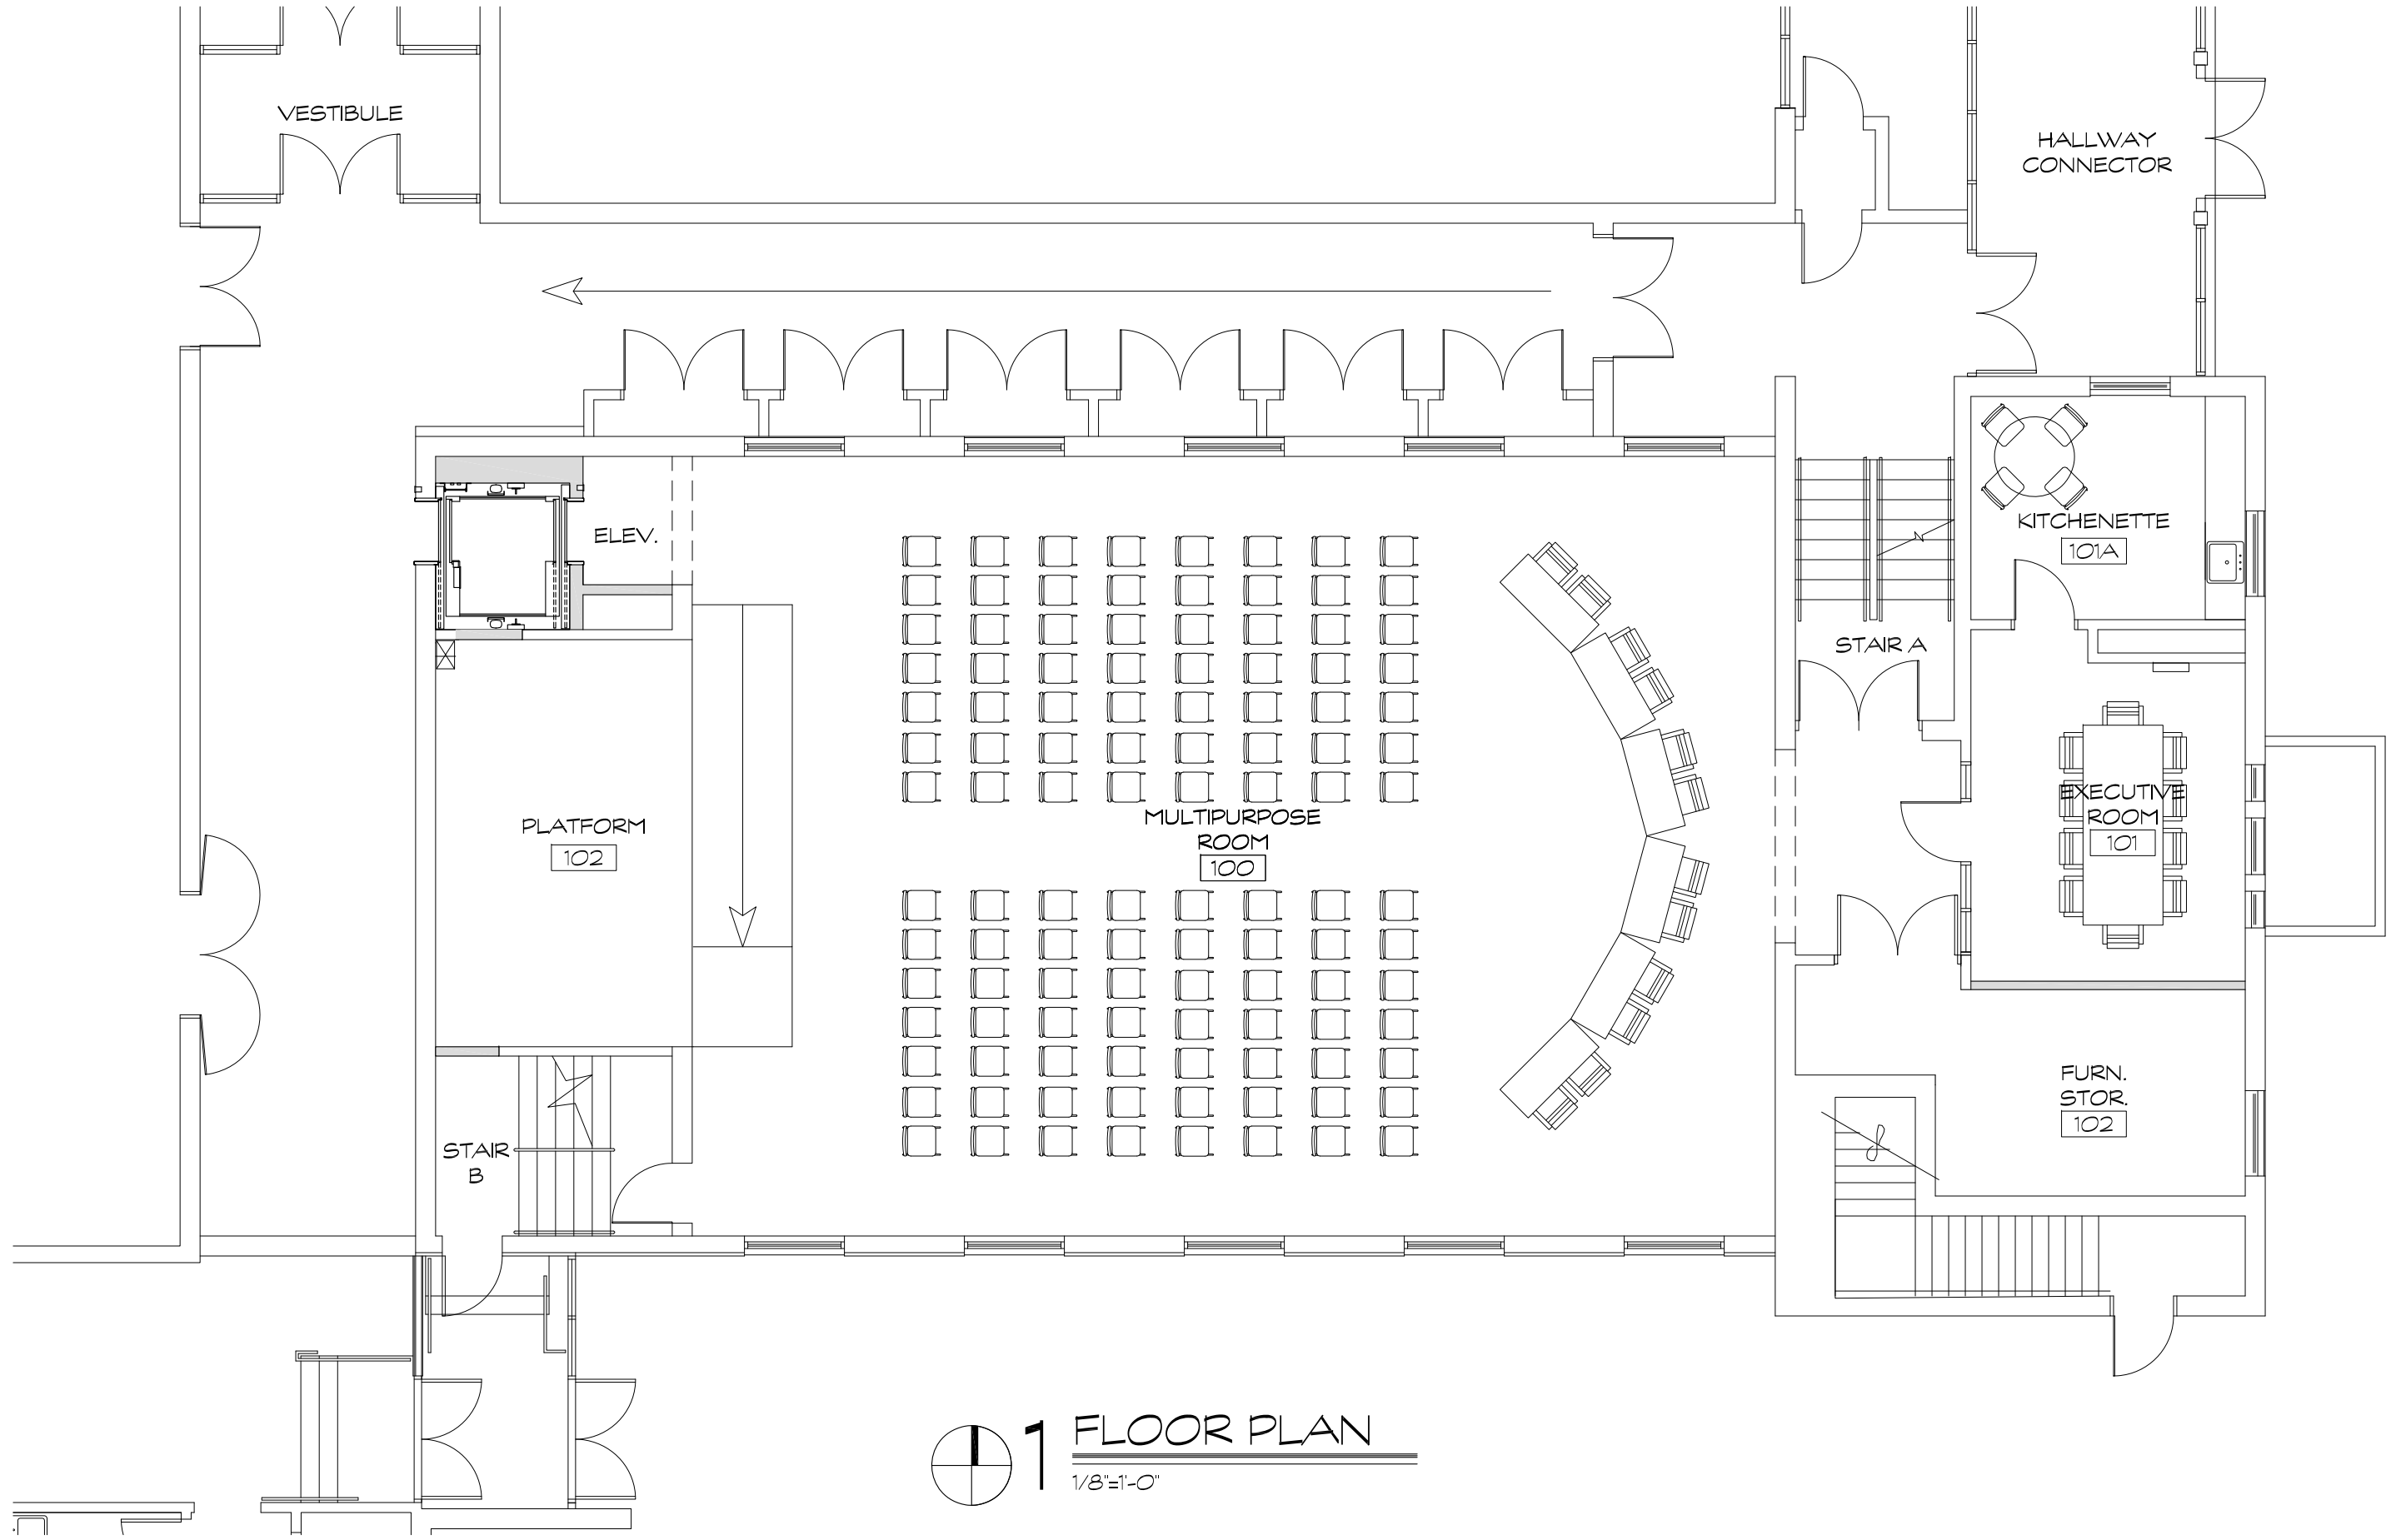 VESTIBULE
HALLWAY
CONNECTOR
ELEV.
KITCHENETTE
101A
STAIR A
PLATFORM
102
MULTIPURPOSE
ROOM
100
EXECUTIVE
ROOM
101
STAIR
B
FURN.
STOR.
102
1 FLOOR PLAN
1/8"=1'-0"